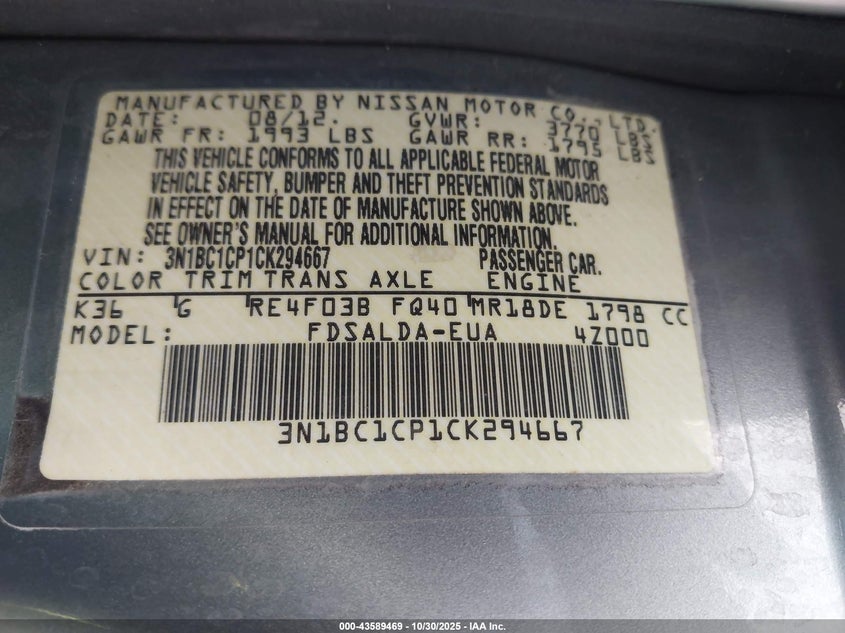 MANUFACTURED BY NISSAN MOTOR CO., LTD.
DATE: 08/12. GVWR: 3770 LBS
GAWR FR: 1993 LBS GAWR RR: 1795 LBS
THIS VEHICLE CONFORMS TO ALL APPLICABLE FEDERAL MOTOR
VEHICLE SAFETY, BUMPER AND THEFT PREVENTION STANDARDS
IN EFFECT ON THE DATE OF MANUFACTURE SHOWN ABOVE.
SEE OWNER'S MANUAL FOR ADDITIONAL INFORMATION.
VIN: 3N1BC1CP1CK294667 PASSENGER CAR.
COLOR TRIM TRANS AXLE ENGINE
K36 G RE4F03B FQ40 MR18DE 1798 CC
MODEL: FDSALDA-EUA 4Z000
3N1BC1CP1CK294667
000-43589469 - 10/30/2025 - IAA Inc.